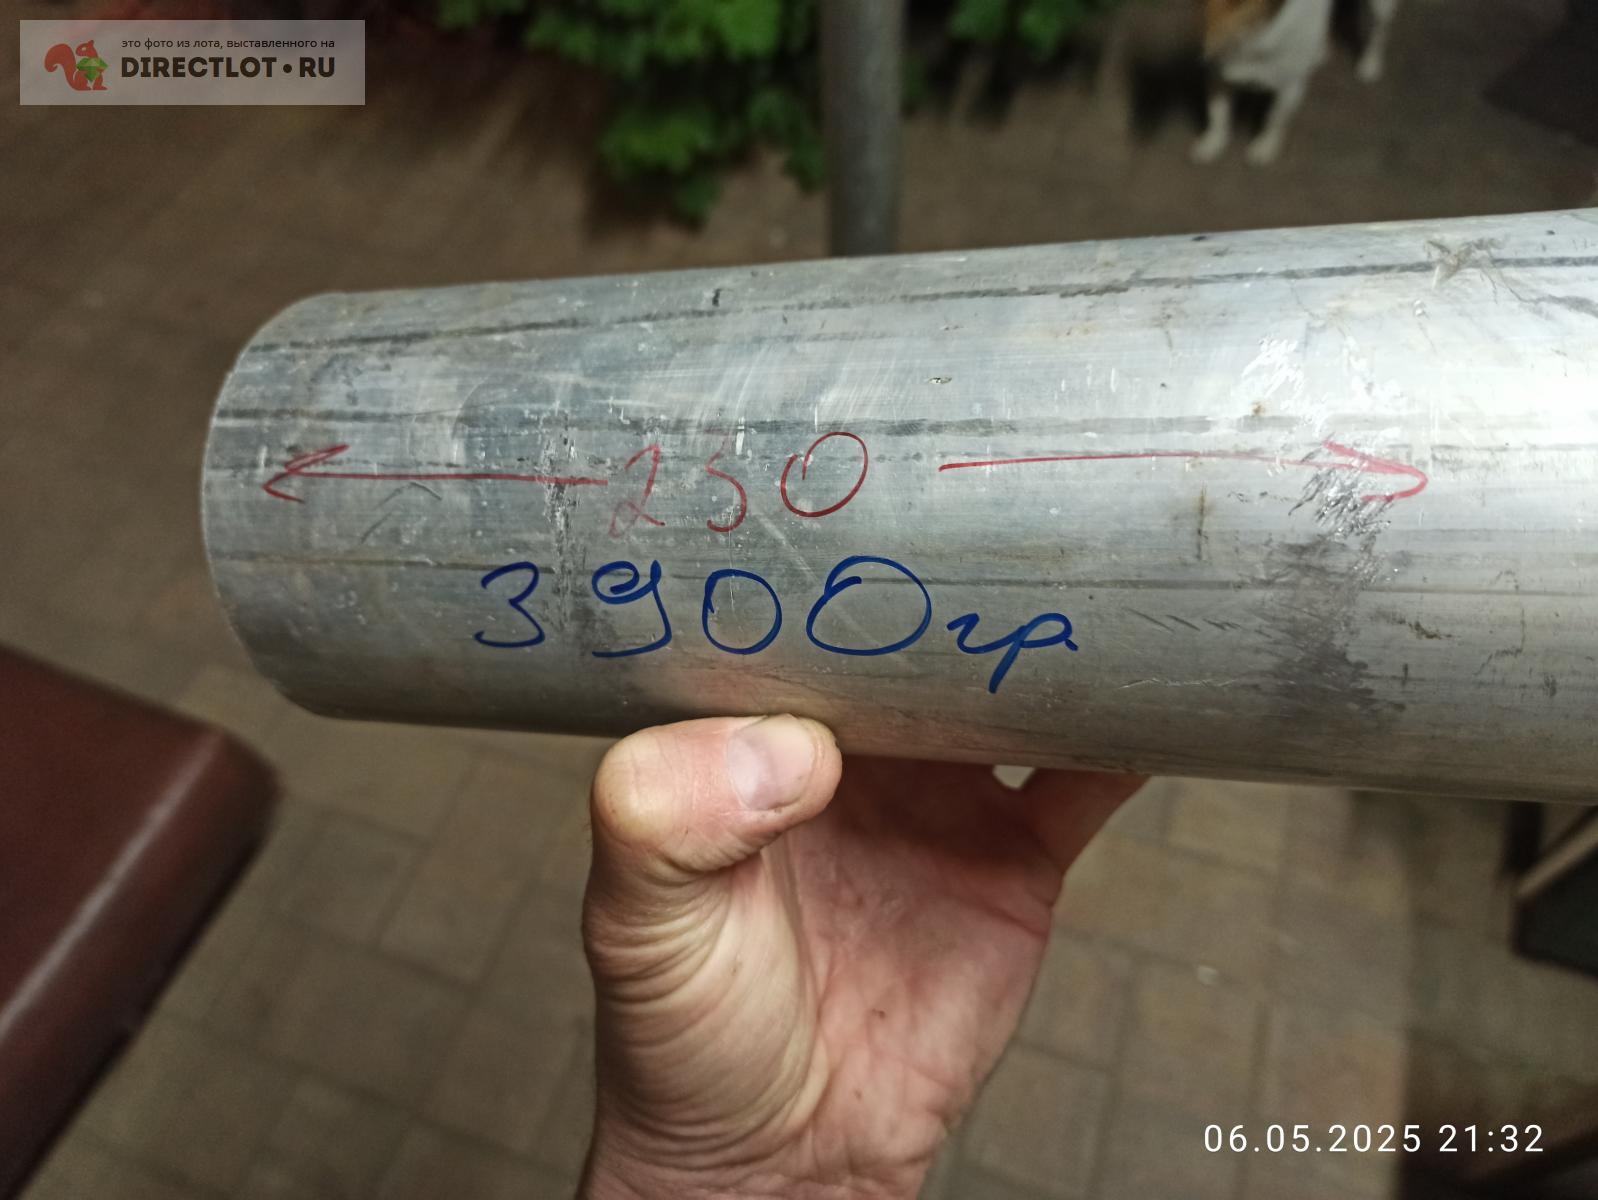 это фото из лота, выставленного на
DIRECTLOT•RU
250
3900гр.
06.05.2025 21:32